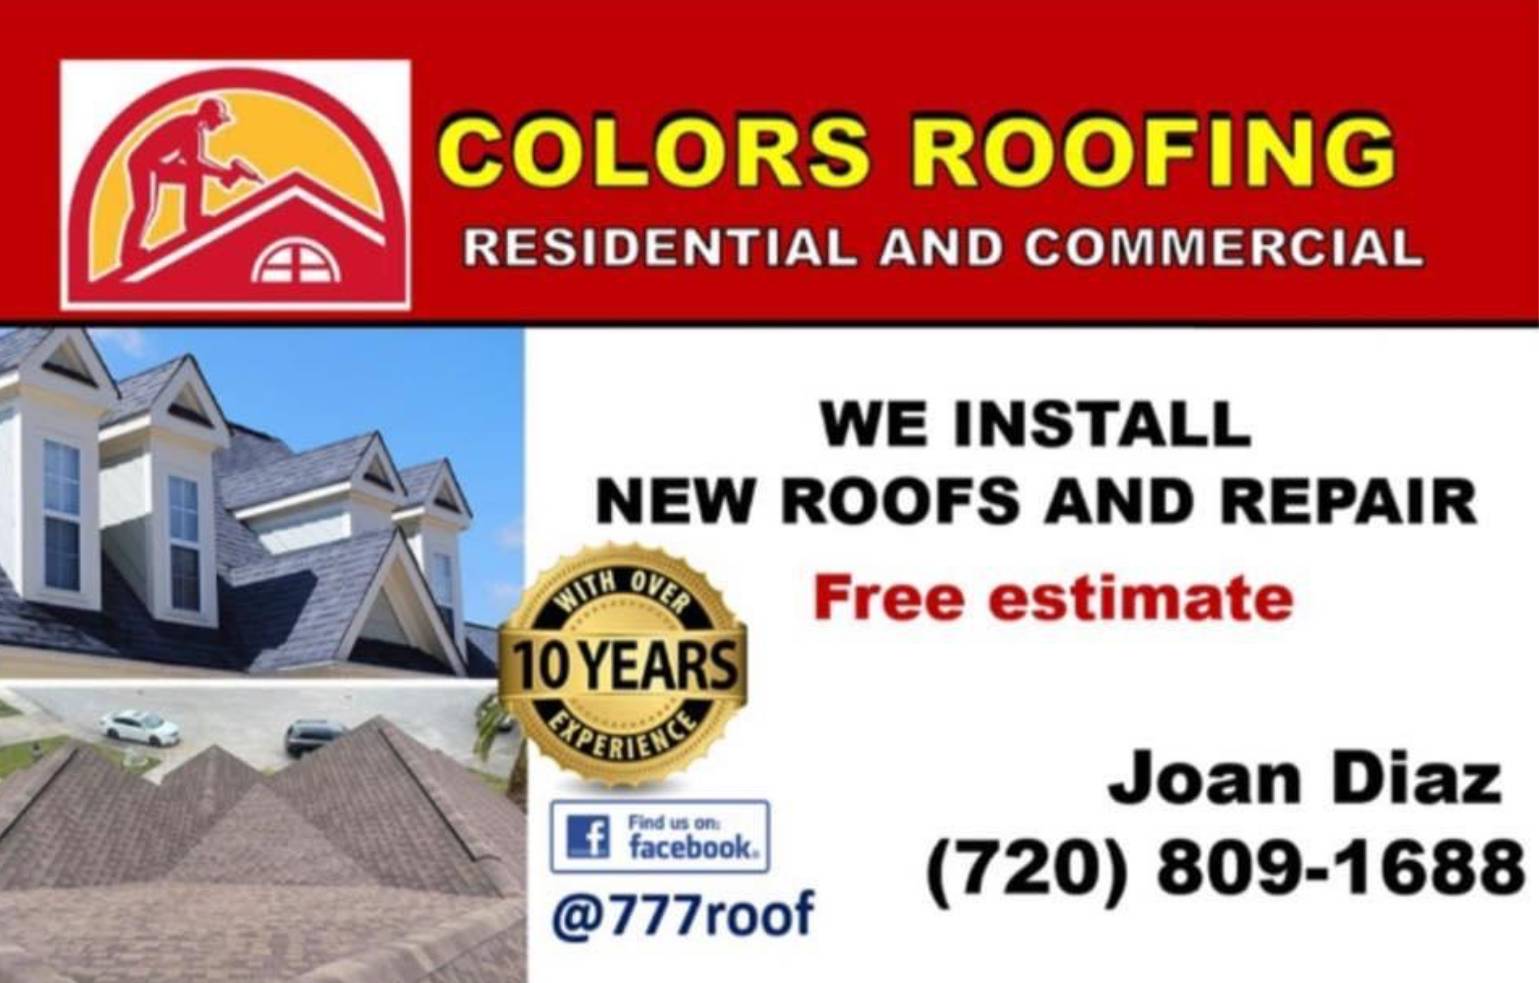 COLORS ROOFING
RESIDENTIAL AND COMMERCIAL
WE INSTALL
NEW ROOFS AND REPAIR
Free estimate
WITH OVER
10 YEARS
EXPERIENCE
Find us on:
facebook.
@777roof
Joan Diaz
(720) 809-1688